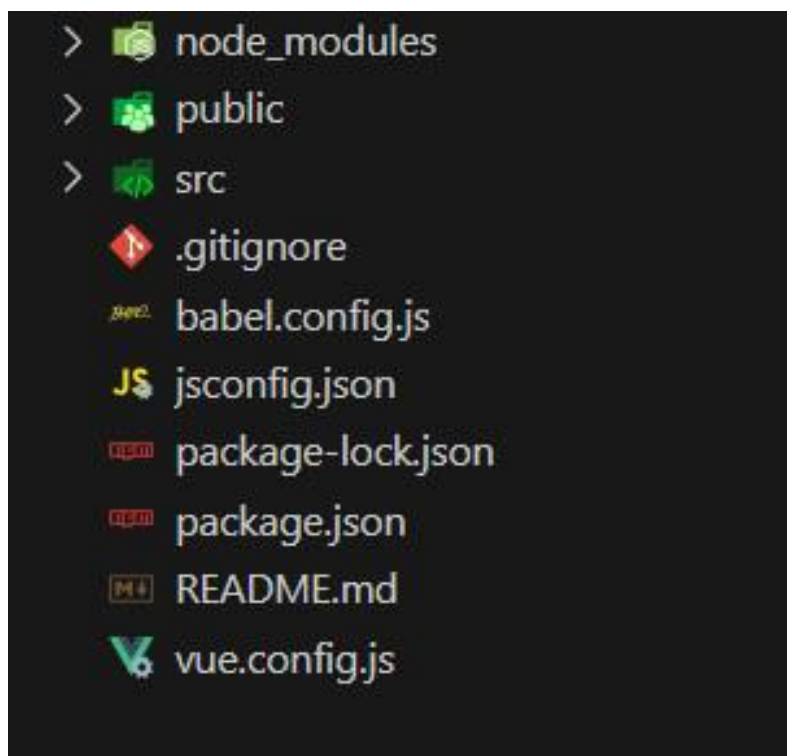 node_modules
public
src
.gitignore
babel.config.js
JS jsconfig.json
package-lock.json
package.json
README.md
vue.config.js